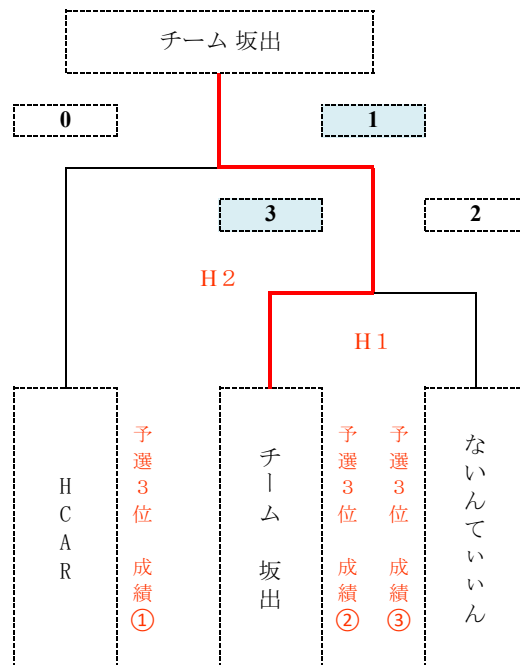 チーム 坂出
0
1
3
2
H2
H1
HCAR
予選3位 成績①
チーム 坂出
予選3位 成績②
予選3位 成績③
ないんてぃぃん